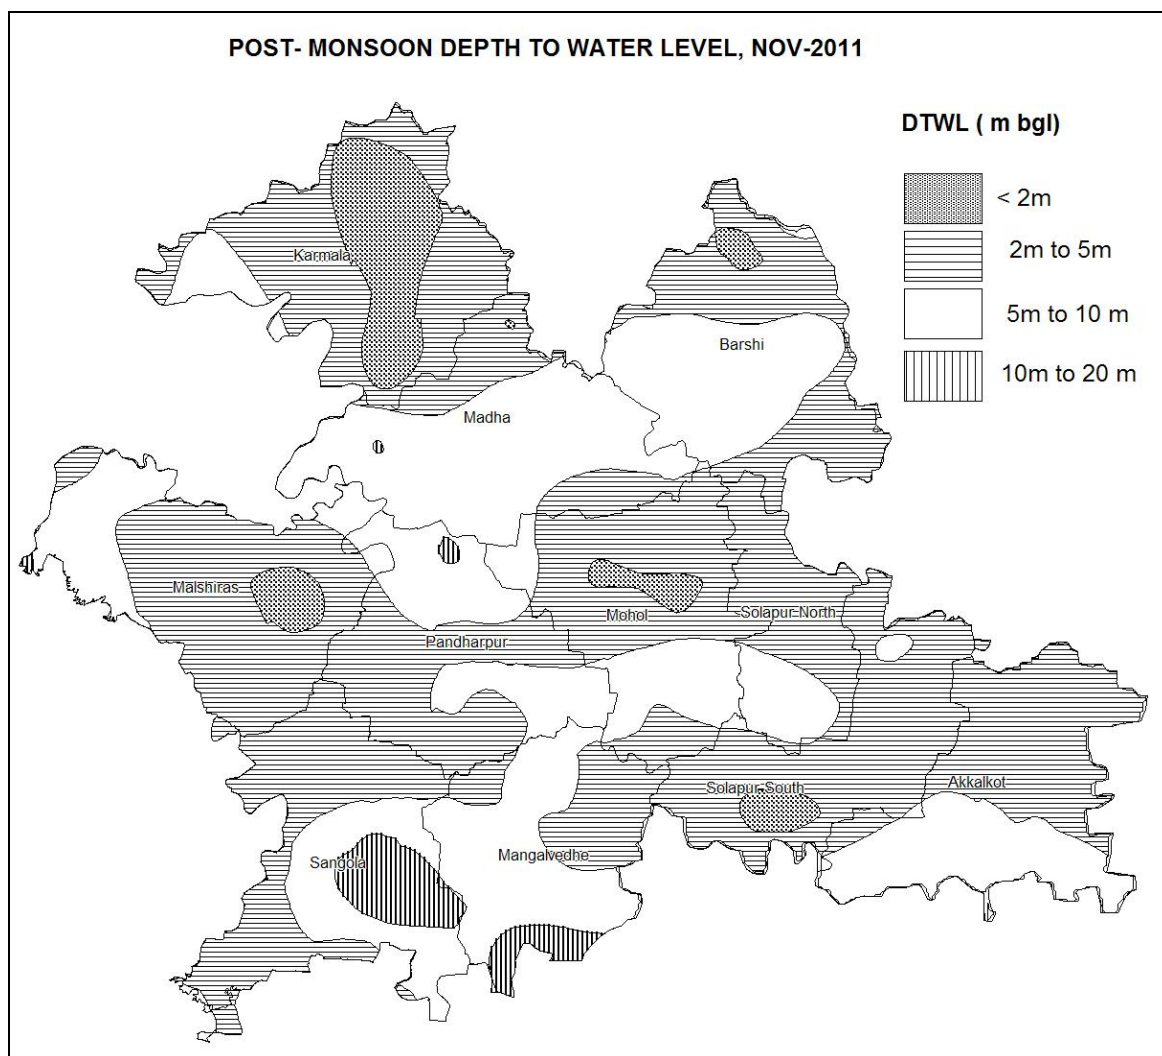 POST- MONSOON DEPTH TO WATER LEVEL, NOV-2011
DTWL ( m bgl)
< 2m
2m to 5m
5m to 10 m
10m to 20 m
Karmala
Barshi
Madha
Malshiras
Mohol
Solapur North
Pandharpur
Solapur South
Akkalkot
Sangola
Mangalvedhe